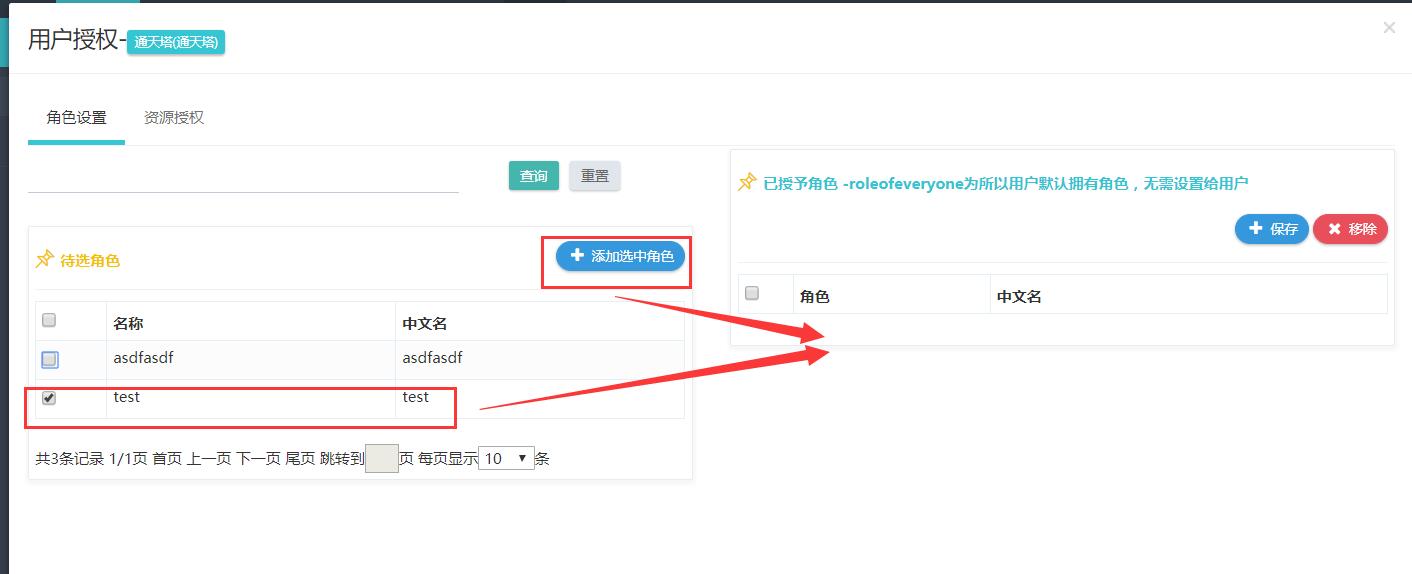 用户授权-通天塔(通天塔)
×
角色设置 资源授权
查询 重置
待选角色 添加选中角色
名称 中文名
asdfasdf asdfasdf
test test
共3条记录 1/1页 首页 上一页 下一页 尾页 跳转到 页 每页显示 10 条
已授予角色 -roleofeveryone为所以用户默认拥有角色，无需设置给用户
保存 移除
角色 中文名